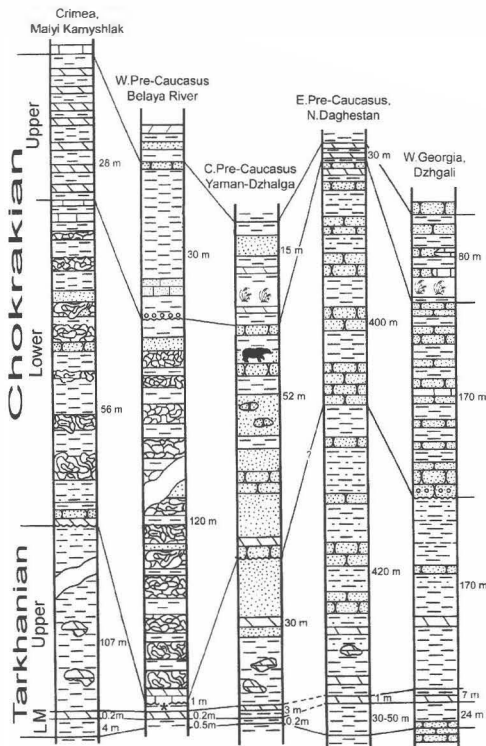 Crimea,
Malyi Kamyshlak
W.Pre-Caucasus
Belaya River
C.Pre-Caucasus
Yaman-Dzhalga
E.Pre-Caucasus,
N.Daghestan
W.Georgia,
Dzhgali
Chokrakian
Upper
Lower
Tarkhanian
Upper
LM
28 m
56 m
107 m
0.2m
4 m
30 m
120 m
1 m
0.2m
0.5m
15 m
52 m
30 m
3 m
0.2m
?
30 m
400 m
420 m
1 m
30-50 m
80 m
170 m
170 m
7 m
24 m